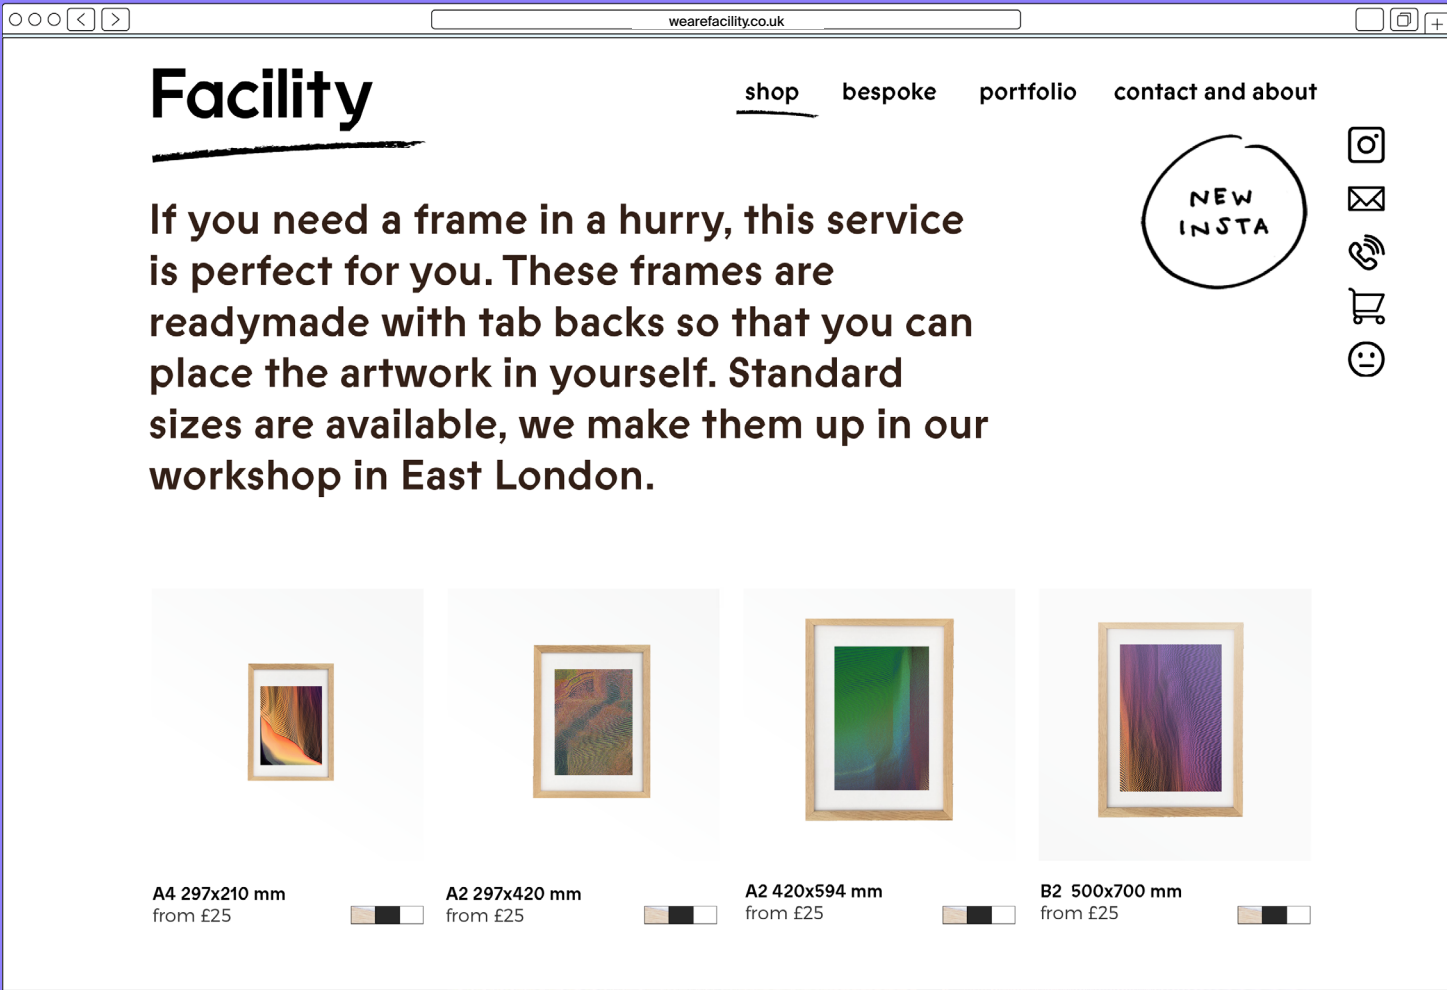 wearefacility.co.uk
Facility
shop bespoke portfolio contact and about
NEW
INSTA
If you need a frame in a hurry, this service
is perfect for you. These frames are
readymade with tab backs so that you can
place the artwork in yourself. Standard
sizes are available, we make them up in our
workshop in East London.
A4 297x210 mm
from £25
A2 297x420 mm
from £25
A2 420x594 mm
from £25
B2 500x700 mm
from £25